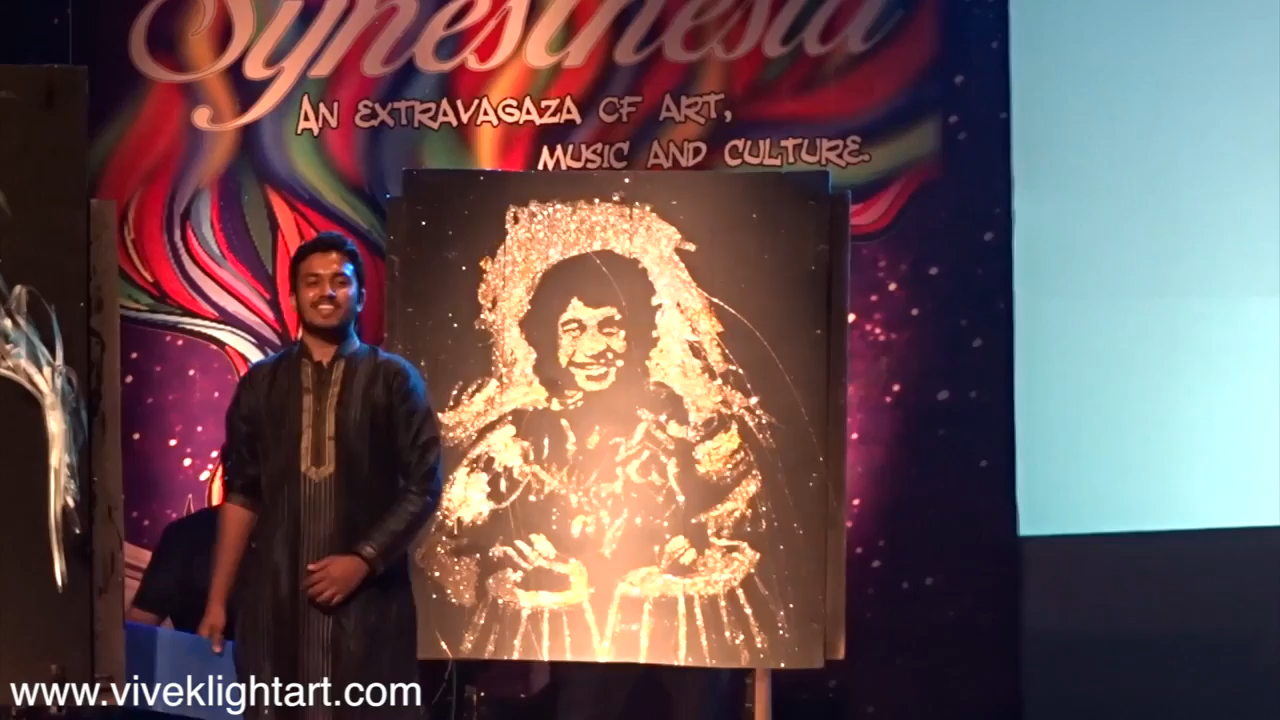 Synesthesia
AN EXTRAVAGAZA OF ART,
MUSIC AND CULTURE.
www.viveklightart.com